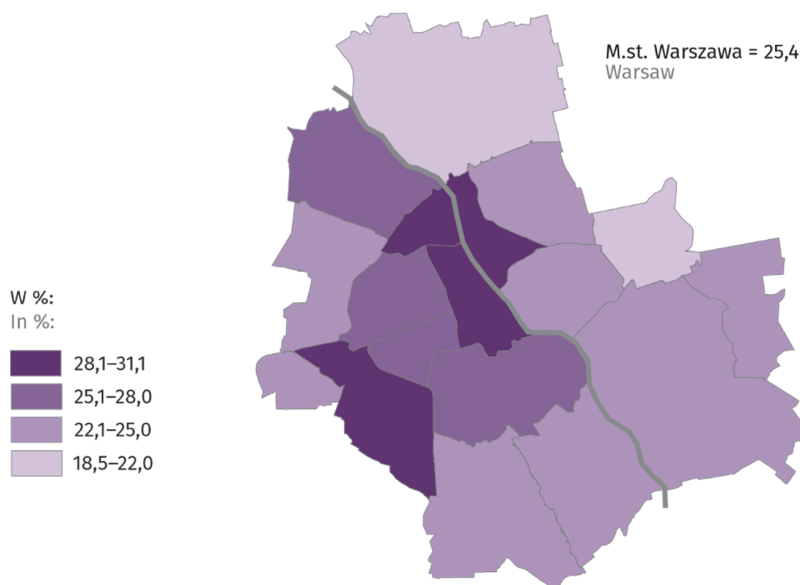 M.st. Warszawa = 25,4
Warsaw
W %:
In %:
28,1–31,1
25,1–28,0
22,1–25,0
18,5–22,0